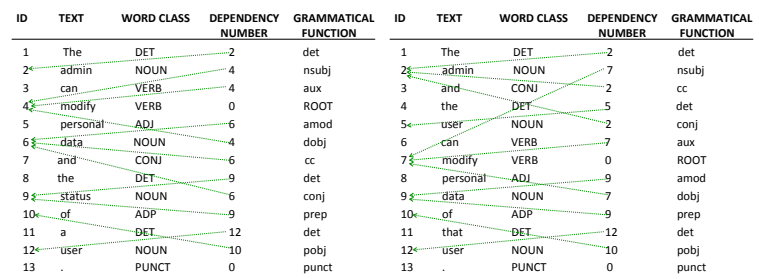 ID TEXT WORD CLASS DEPENDENCY NUMBER GRAMMATICAL FUNCTION
1 The DET 2 det
2 admin NOUN 4 nsubj
3 can VERB 4 aux
4 modify VERB 0 ROOT
5 personal ADJ 6 amod
6 data NOUN 4 dobj
7 and CONJ 6 cc
8 the DET 9 det
9 status NOUN 6 conj
10 of ADP 9 prep
11 a DET 12 det
12 user NOUN 10 pobj
13 . PUNCT 0 punct
ID TEXT WORD CLASS DEPENDENCY NUMBER GRAMMATICAL FUNCTION
1 The DET 2 det
2 admin NOUN 7 nsubj
3 and CONJ 2 cc
4 the DET 5 det
5 user NOUN 2 conj
6 can VERB 7 aux
7 modify VERB 0 ROOT
8 personal ADJ 9 amod
9 data NOUN 7 dobj
10 of ADP 9 prep
11 that DET 12 det
12 user NOUN 10 pobj
13 . PUNCT 0 punct